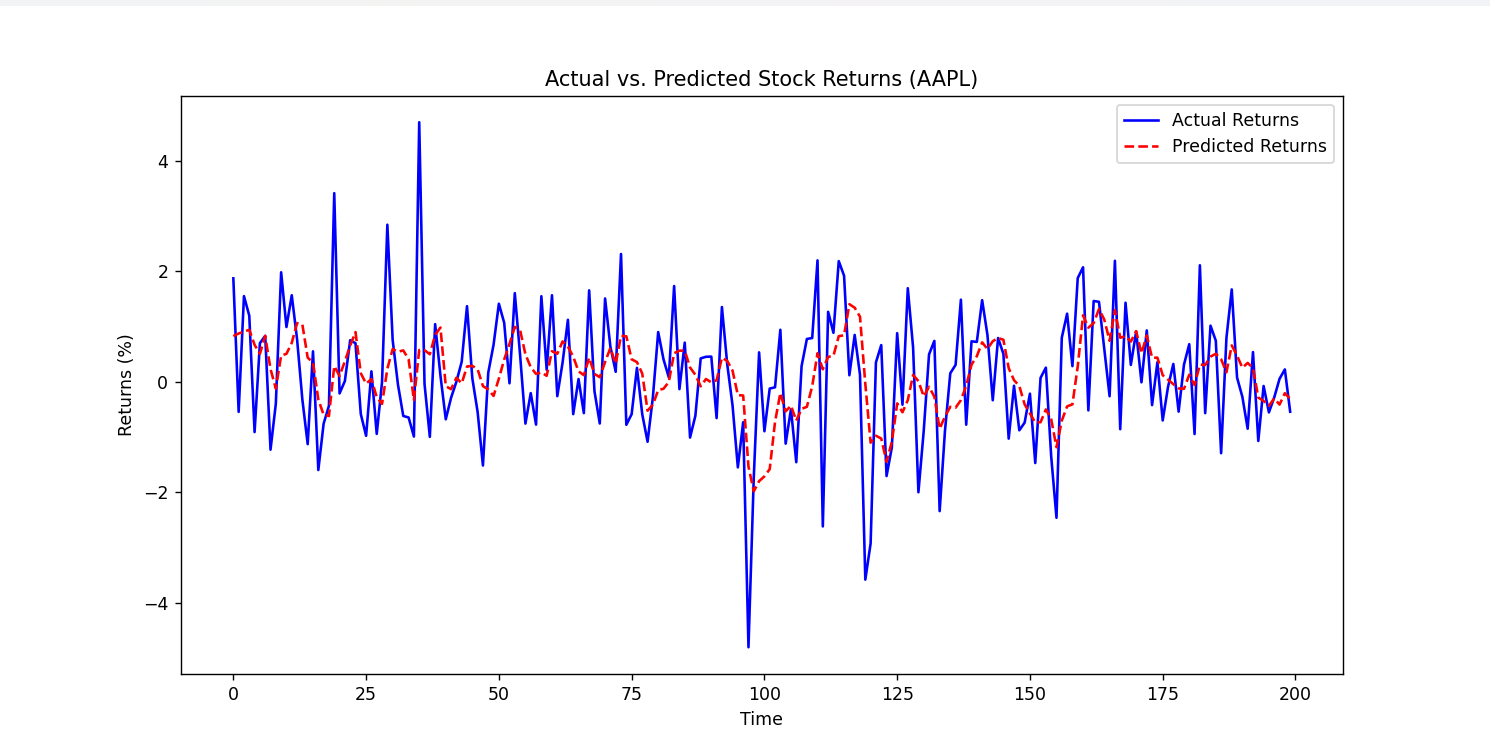 Actual vs. Predicted Stock Returns (AAPL)
Actual Returns
Predicted Returns
Returns (%)
4
2
0
−2
−4
0 25 50 75 100 125 150 175 200
Time